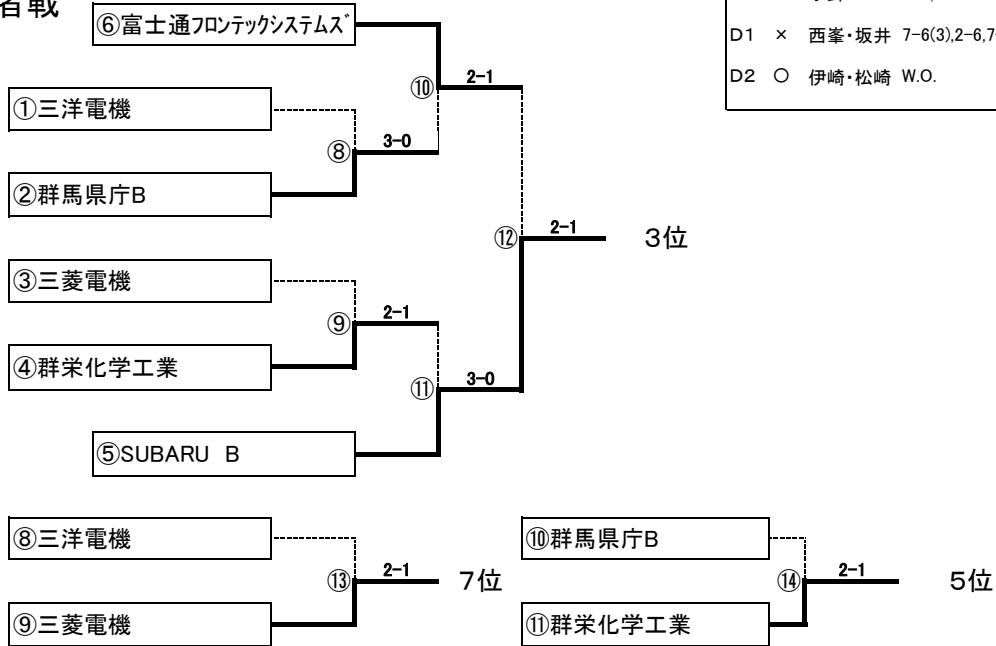 者戦
⑥富士通フロンテックシステムズ
⑩ 2-1
①三洋電機
⑧ 3-0
②群馬県庁B
⑫ 2-1 3位
③三菱電機
⑨ 2-1
④群栄化学工業
⑪ 3-0
⑤SUBARU B
D1 × 西峯・坂井 7-6(3),2-6,7-
D2 ○ 伊崎・松崎 W.O.
⑧三洋電機
⑬ 2-1 7位
⑨三菱電機
⑩群馬県庁B
⑭ 2-1 5位
⑪群栄化学工業